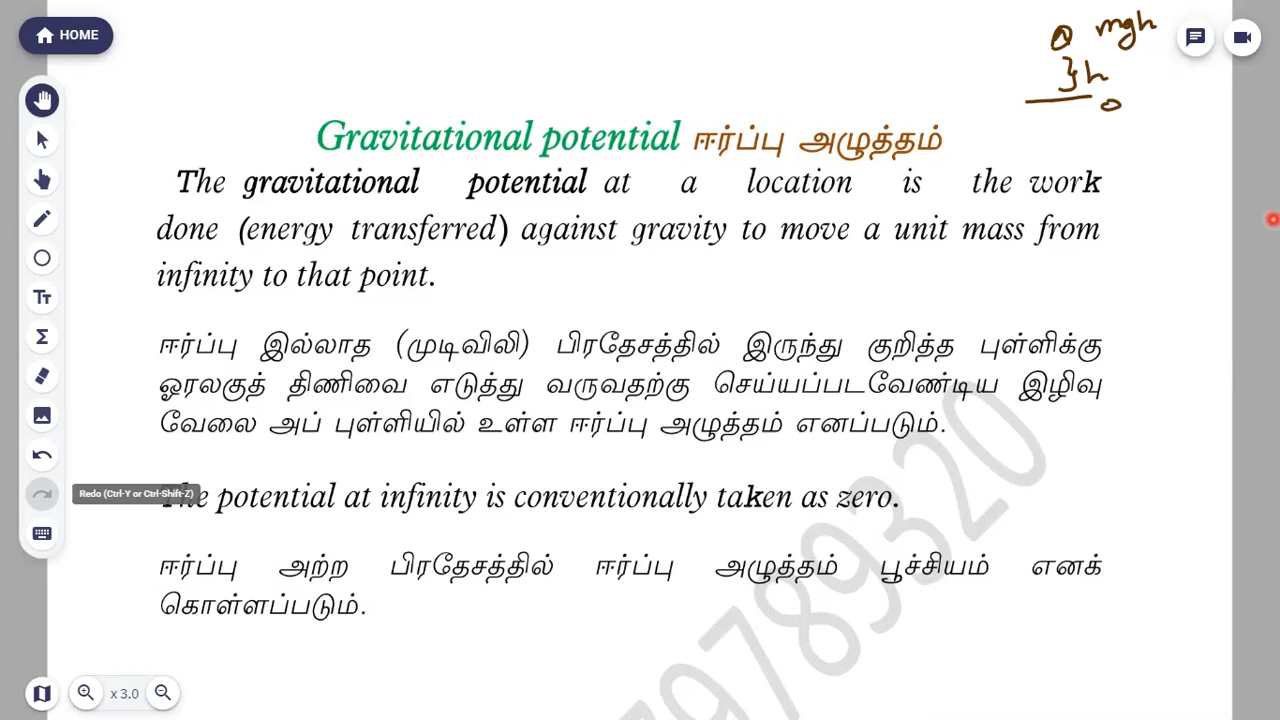 HOME
mgh
h
0
Gravitational potential ஈர்ப்பு அழுத்தம்
The gravitational potential at a location is the work
done (energy transferred) against gravity to move a unit mass from
infinity to that point.
ஈர்ப்பு இல்லாத (முடிவிலி) பிரதேசத்தில் இருந்து குறித்த புள்ளிக்கு
ஓரலகுத் திணிவை எடுத்து வருவதற்கு செய்யப்படவேண்டிய இழிவு
வேலை அப் புள்ளியில் உள்ள ஈர்ப்பு அழுத்தம் எனப்படும்.
Redo (Ctrl-Y or Ctrl-Shift-Z)
The potential at infinity is conventionally taken as zero.
ஈர்ப்பு அற்ற பிரதேசத்தில் ஈர்ப்பு அழுத்தம் பூச்சியம் எனக்
கொள்ளப்படும்.
x 3.0